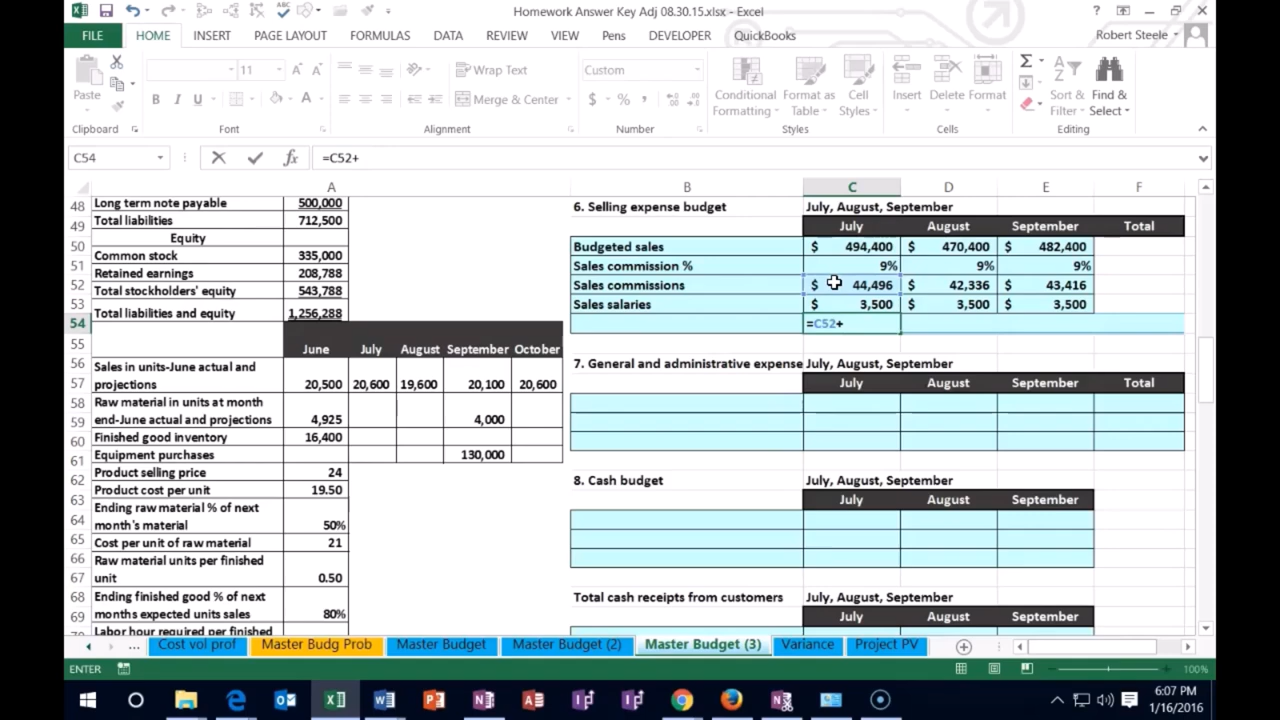 Homework Answer Key Adj 08.30.15.xlsx - Excel
FILE HOME INSERT PAGE LAYOUT FORMULAS DATA REVIEW VIEW Pens DEVELOPER QuickBooks Robert Steele
Paste 11 Wrap Text Merge & Center Custom $ % Conditional Formatting Format as Table Cell Styles Insert Delete Format Sort & Filter Find & Select
Clipboard Font Alignment Number Styles Cells Editing
C54 fx =C52+
A B C D E F
48 Long term note payable 500,000 6. Selling expense budget July, August, September
49 Total liabilities 712,500 July August September Total
50 Equity Budgeted sales $ 494,400 $ 470,400 $ 482,400
51 Common stock 335,000 Sales commission % 9% 9% 9%
52 Retained earnings 208,788 Sales commissions $ 44,496 $ 42,336 $ 43,416
53 Total stockholders' equity 543,788 Sales salaries $ 3,500 $ 3,500 $ 3,500
54 Total liabilities and equity 1,256,288 =C52+
55 June July August September October
56 Sales in units-June actual and 7. General and administrative expense July, August, September
57 projections 20,500 20,600 19,600 20,100 20,600 July August September Total
58 Raw material in units at month
59 end-June actual and projections 4,925 4,000
60 Finished good inventory 16,400
61 Equipment purchases 130,000
62 Product selling price 24 8. Cash budget July, August, September
63 Product cost per unit 19.50 July August September
64 Ending raw material % of next
month's material 50%
65 Cost per unit of raw material 21
66 Raw material units per finished
67 unit 0.50
68 Ending finished good % of next Total cash receipts from customers July, August, September
69 months expected units sales 80% July August September
Labor hour required per finished
... Cost vol prof Master Budg Prob Master Budget Master Budget (2) Master Budget (3) Variance Project PV
ENTER 100%
6:07 PM
1/16/2016